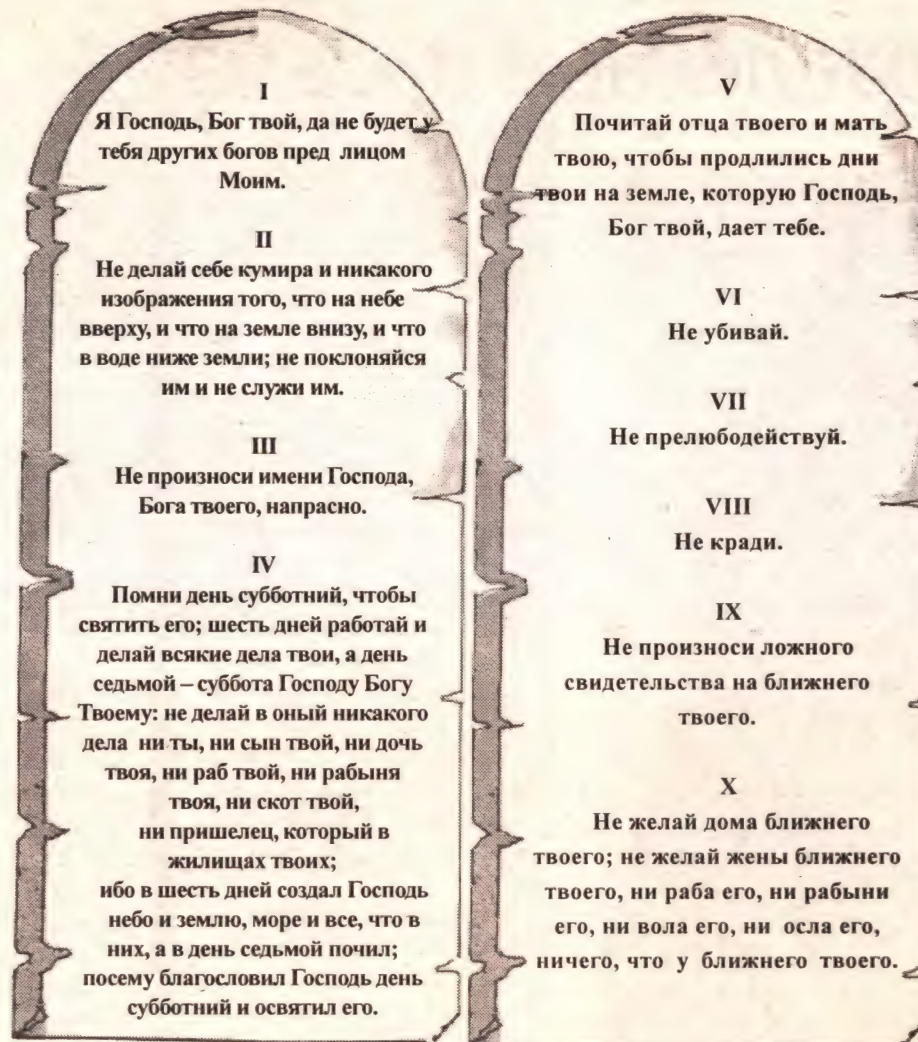 I
Я Господь, Бог твой, да не будет у
тебя других богов пред лицом
Моим.
II
Не делай себе кумира и никакого
изображения того, что на небе
вверху, и что на земле внизу, и что
в воде ниже земли; не поклоняйся
им и не служи им.
III
Не произноси имени Господа,
Бога твоего, напрасно.
IV
Помни день субботний, чтобы
святить его; шесть дней работай и
делай всякие дела твои, а день
седьмой – суббота Господу Богу
Твоему: не делай в оный никакого
дела ни ты, ни сын твой, ни дочь
твоя, ни раб твой, ни рабыня
твоя, ни скот твой,
ни пришелец, который в
жилищах твоих;
ибо в шесть дней создал Господь
небо и землю, море и все, что в
них, а в день седьмой почил;
посему благословил Господь день
субботний и освятил его.
V
Почитай отца твоего и мать
твою, чтобы продлились дни
твои на земле, которую Господь,
Бог твой, дает тебе.
VI
Не убивай.
VII
Не прелюбодействуй.
VIII
Не кради.
IX
Не произноси ложного
свидетельства на ближнего
твоего.
X
Не желай дома ближнего
твоего; не желай жены ближнего
твоего, ни раба его, ни рабыни
его, ни вола его, ни осла его,
ничего, что у ближнего твоего.